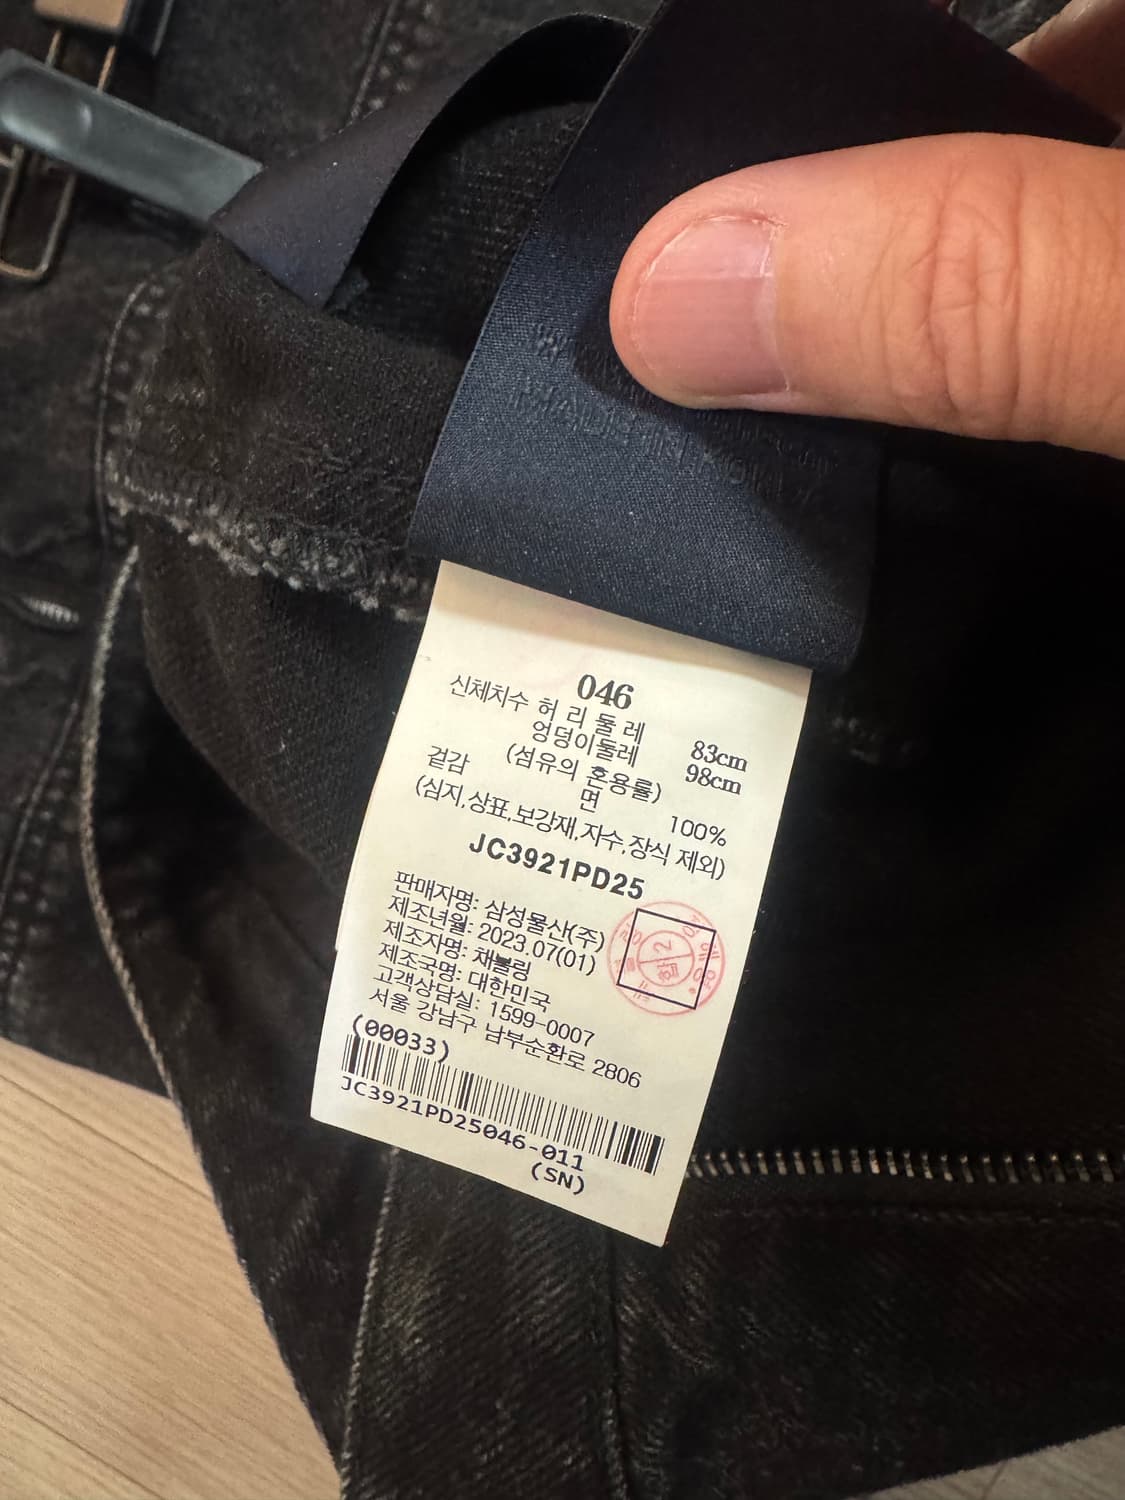 046
신체치수 허 리 둘 레 83cm
엉덩이둘레 98cm
(섬유의 혼용률)
겉감 면 100%
(심지,상표,보강재,자수,장식 제외)
JC3921PD25
판매자명: 삼성물산(주)
제조년월: 2023.07(01)
제조자명: 채블링
제조국명: 대한민국
고객상담실: 1599-0007
서울 강남구 남부순환로 2806
(00033)
JC3921PD25046-011
(SN)
합 2